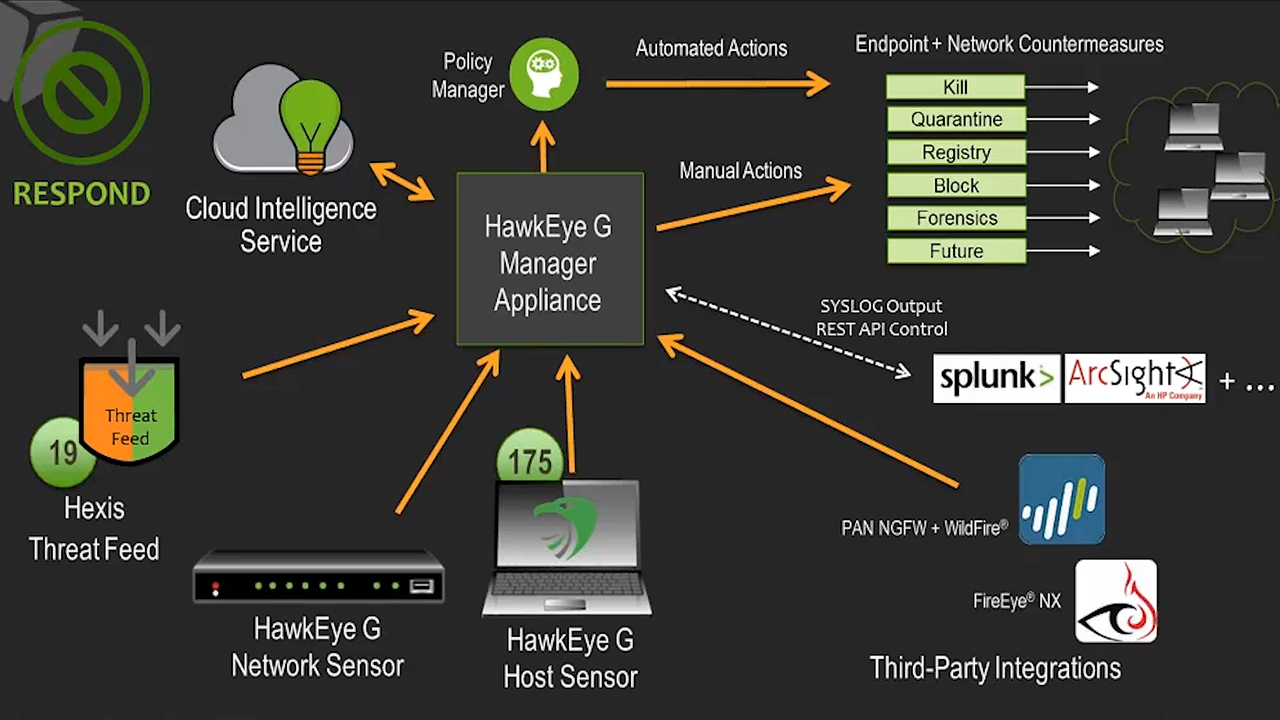 RESPOND
Cloud Intelligence
Service
Policy
Manager
Automated Actions
Endpoint + Network Countermeasures
Kill
Quarantine
Registry
Block
Forensics
Future
Manual Actions
HawkEye G
Manager
Appliance
SYSLOG Output
REST API Control
splunk>
ArcSight
An HP Company
+ ...
Threat
Feed
19
Hexis
Threat Feed
175
HawkEye G
Network Sensor
HawkEye G
Host Sensor
PAN NGFW + WildFire®
FireEye® NX
Third-Party Integrations